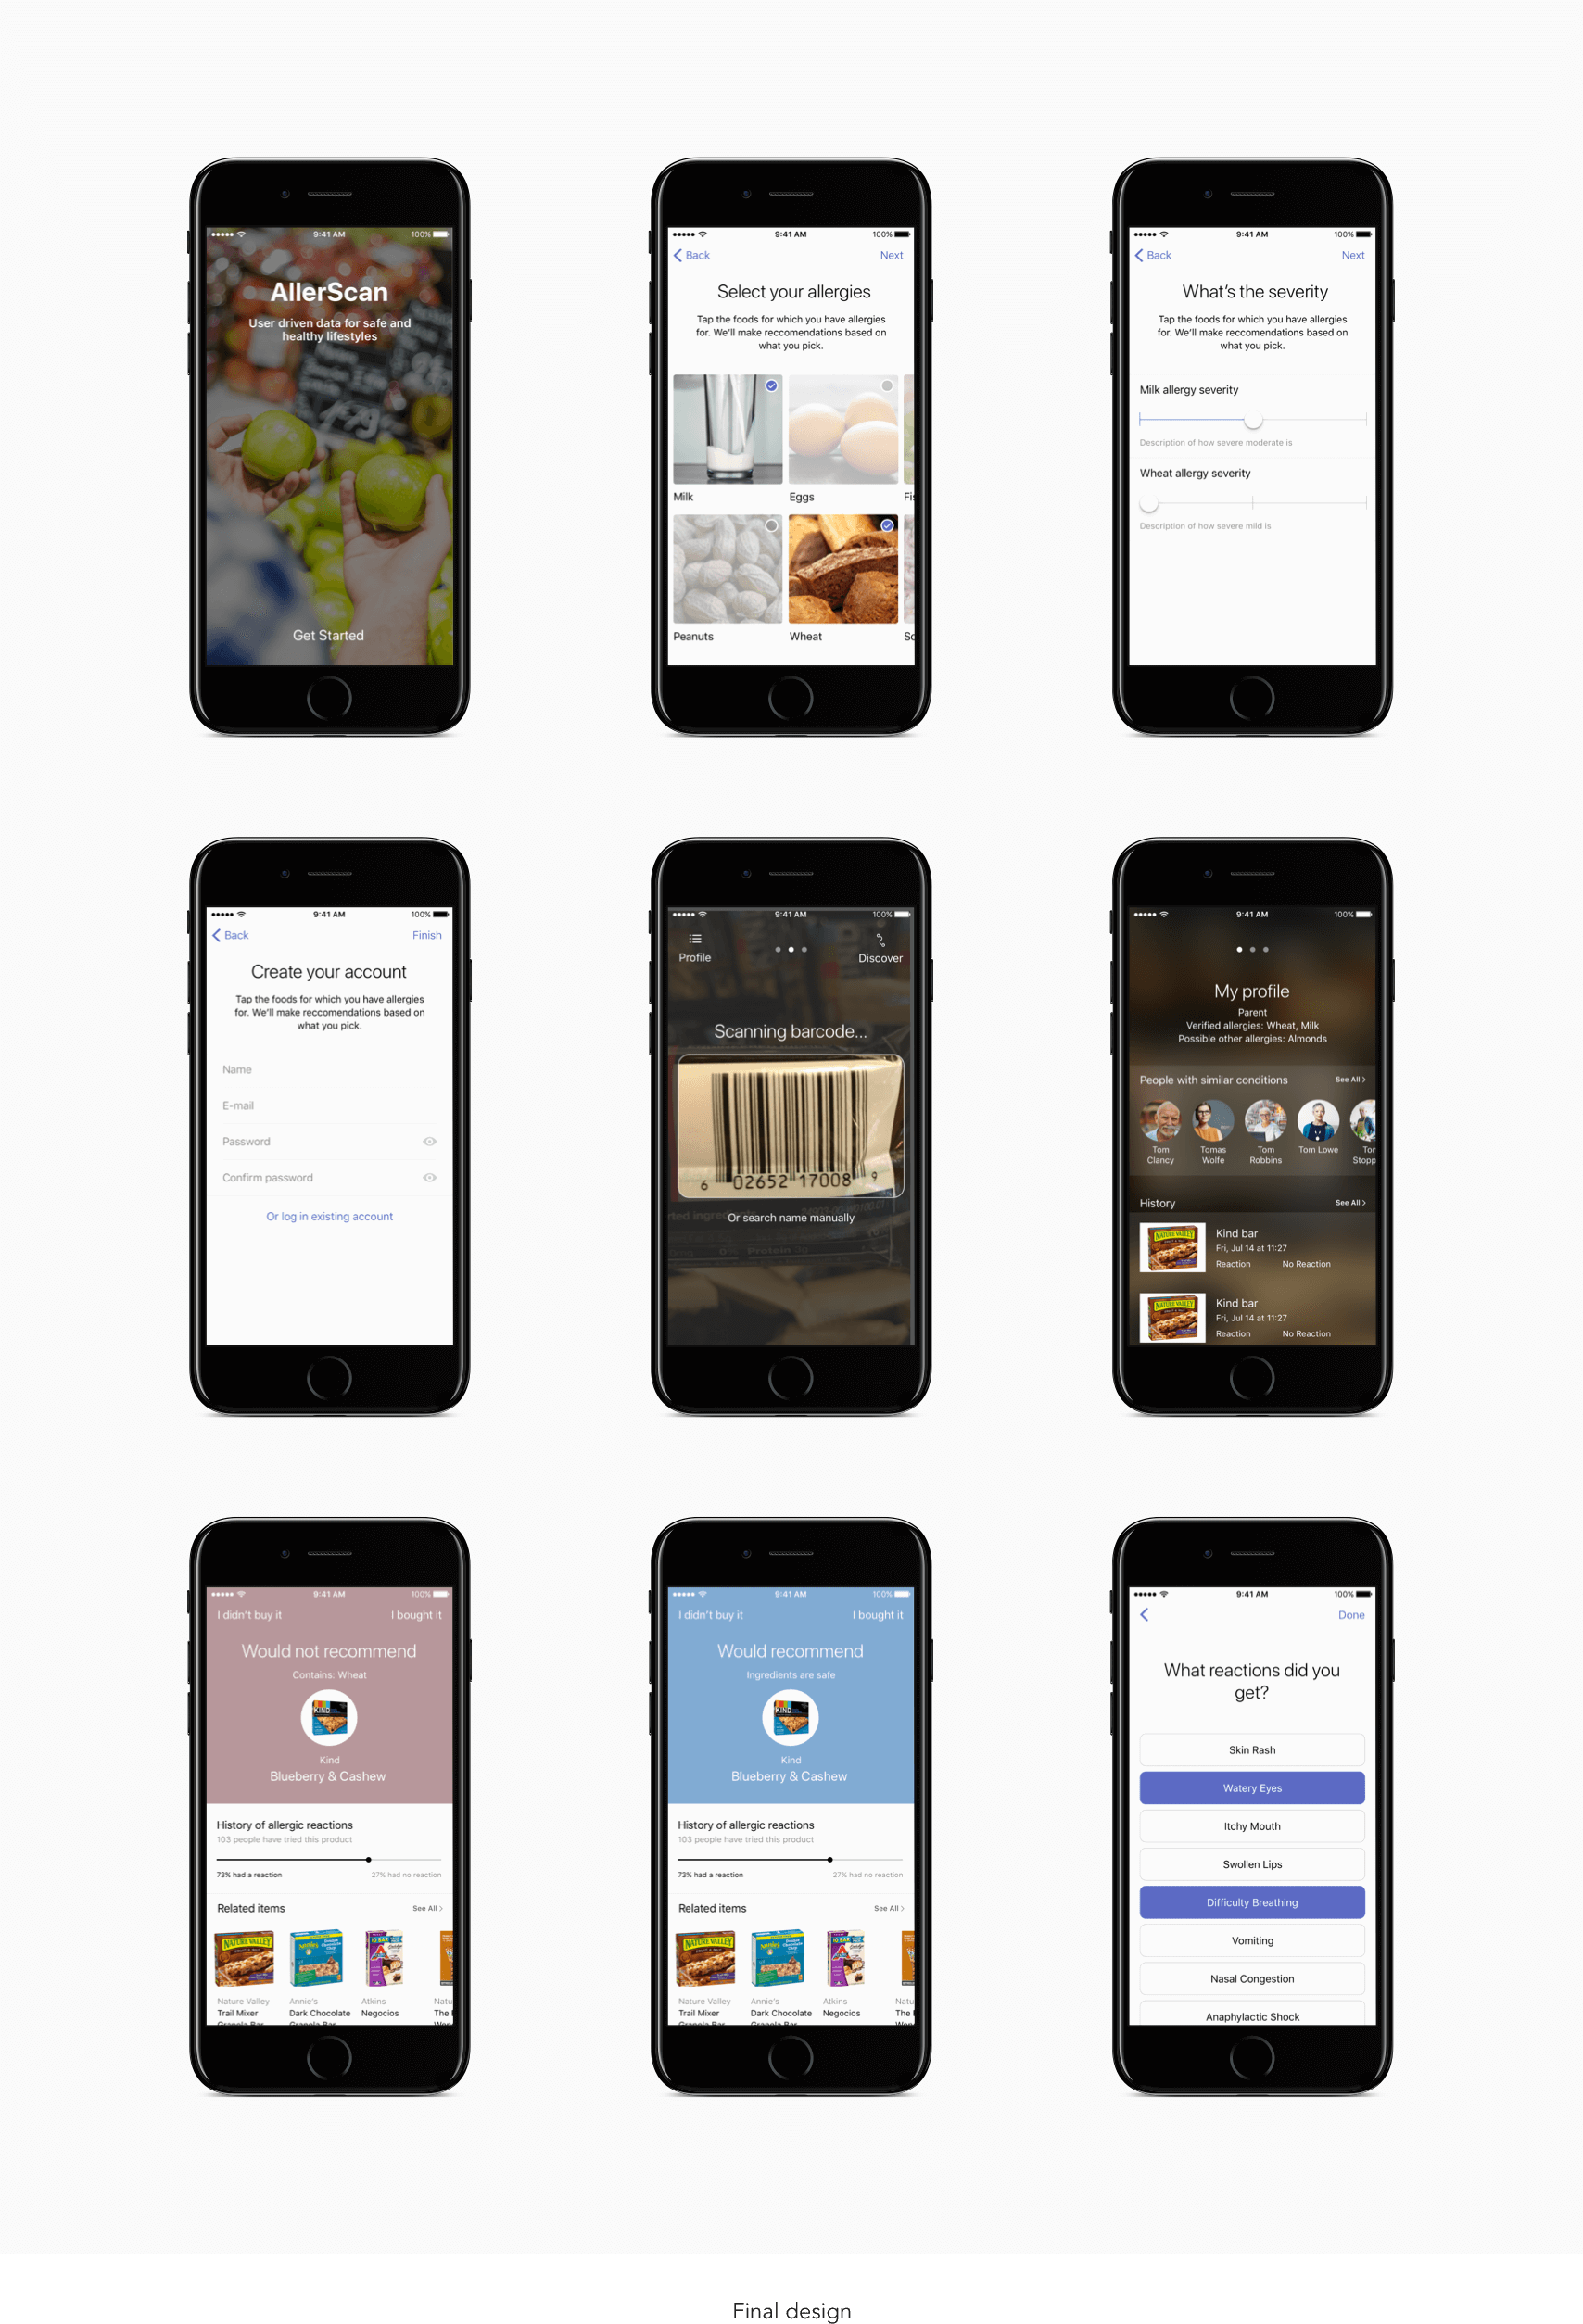 9:41 AM 100%
AllerScan
User driven data for safe and
healthy lifestyles
Get Started
9:41 AM 100%
Back Next
Select your allergies
Tap the foods for which you have allergies
for. We'll make reccomendations based on
what you pick.
Milk Eggs Fis
Peanuts Wheat So
9:41 AM 100%
Back Next
What's the severity
Tap the foods for which you have allergies
for. We'll make reccomendations based on
what you pick.
Milk allergy severity
Description of how severe moderate is
Wheat allergy severity
Description of how severe mild is
9:41 AM 100%
Back Finish
Create your account
Tap the foods for which you have allergies
for. We'll make reccomendations based on
what you pick.
Name
E-mail
Password
Confirm password
Or log in existing account
9:41 AM 100%
Profile Discover
Scanning barcode...
6 02652 17008 9
Or search name manually
0% Protein
9:41 AM 100%
My profile
Parent
Verified allergies: Wheat, Milk
Possible other allergies: Almonds
People with similar conditions See All >
Tom Clancy
Tomas Wolfe
Tom Robbins
Tom Lowe
Tor Stopp
History See All >
NATURE VALLEY
Kind bar
Fri, Jul 14 at 11:27
Reaction No Reaction
NATURE VALLEY
Kind bar
Fri, Jul 14 at 11:27
Reaction No Reaction
9:41 AM 100%
I didn't buy it I bought it
Would not recommend
Contains: Wheat
KIND
Kind
Blueberry & Cashew
History of allergic reactions
103 people have tried this product
73% had a reaction 27% had no reaction
Related items See All >
NATURE VALLEY
Annie's
Nature Valley Annie's Atkins Natu
Trail Mixer Dark Chocolate Negocios The
Granola Bar Granola Bar
9:41 AM 100%
I didn't buy it I bought it
Would recommend
Ingredients are safe
KIND
Kind
Blueberry & Cashew
History of allergic reactions
103 people have tried this product
73% had a reaction 27% had no reaction
Related items See All >
NATURE VALLEY
Annie's
Nature Valley Annie's Atkins Natu
Trail Mixer Dark Chocolate Negocios The
Granola Bar Granola Bar
9:41 AM 100%
Done
What reactions did you
get?
Skin Rash
Watery Eyes
Itchy Mouth
Swollen Lips
Difficulty Breathing
Vomiting
Nasal Congestion
Anaphylactic Shock
Final design